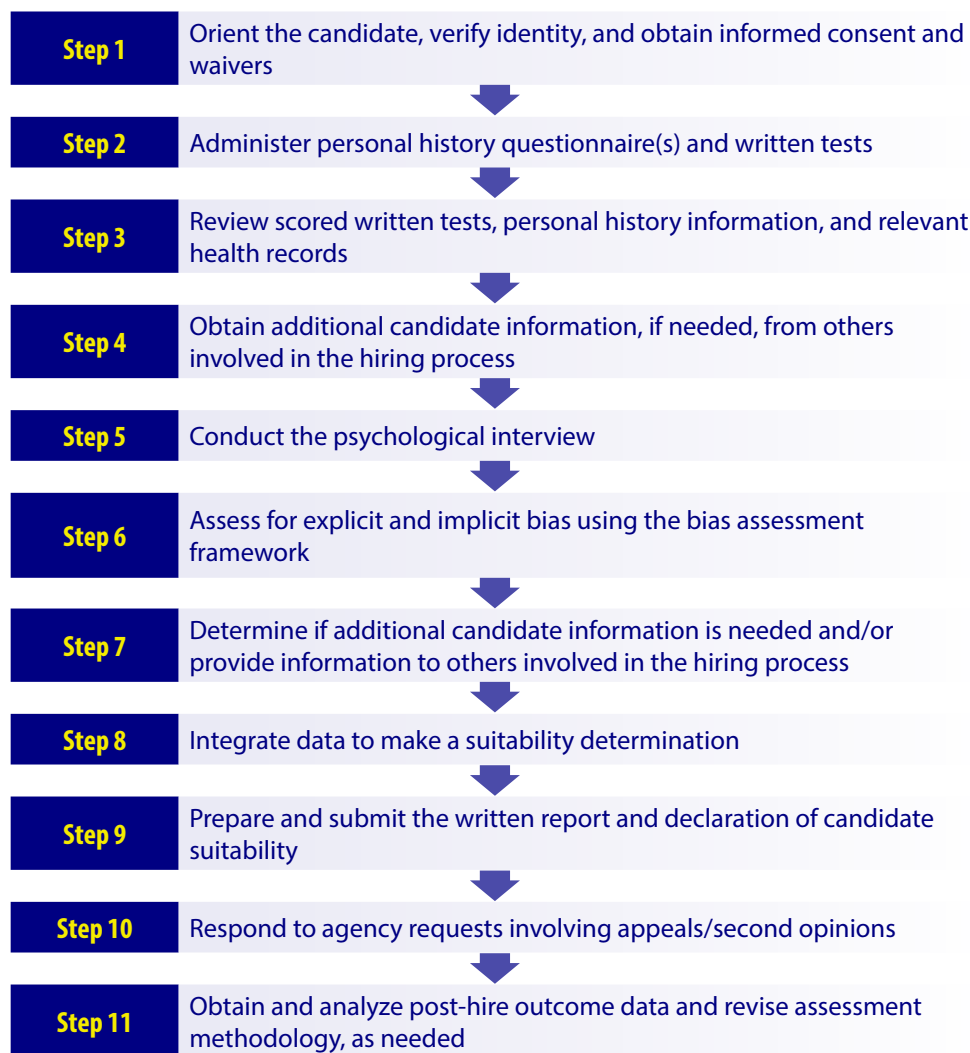 Step 1
Orient the candidate, verify identity, and obtain informed consent and
waivers
Step 2
Administer personal history questionnaire(s) and written tests
Step 3
Review scored written tests, personal history information, and relevant
health records
Step 4
Obtain additional candidate information, if needed, from others
involved in the hiring process
Step 5
Conduct the psychological interview
Step 6
Assess for explicit and implicit bias using the bias assessment
framework
Step 7
Determine if additional candidate information is needed and/or
provide information to others involved in the hiring process
Step 8
Integrate data to make a suitability determination
Step 9
Prepare and submit the written report and declaration of candidate
suitability
Step 10
Respond to agency requests involving appeals/second opinions
Step 11
Obtain and analyze post-hire outcome data and revise assessment
methodology, as needed